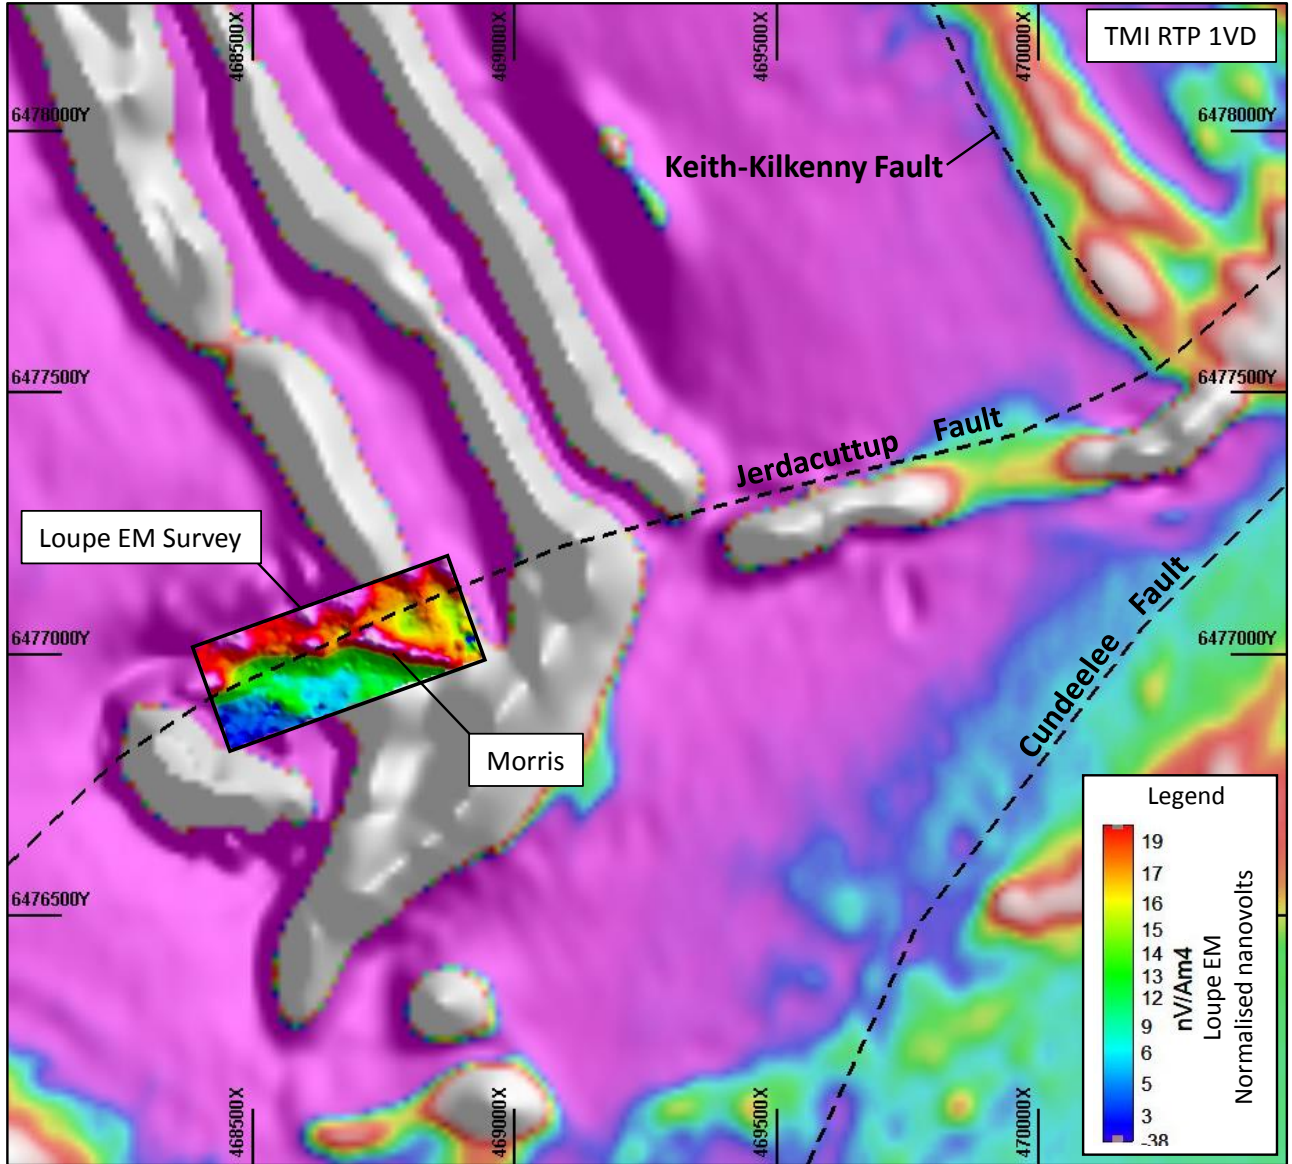 468500X
469000X
469500X
470000X
TMI RTP 1VD
6478000Y
6478000Y
Keith-Kilkenny Fault
6477500Y
6477500Y
Jerdacuttup Fault
Loupe EM Survey
6477000Y
6477000Y
Cundeelee Fault
Morris
6476500Y
Legend
19
17
16
15
14
13
12
9
6
5
3
-38
nV/Am4
Loupe EM
Normalised nanovolts
468500X
469000X
469500X
470000X